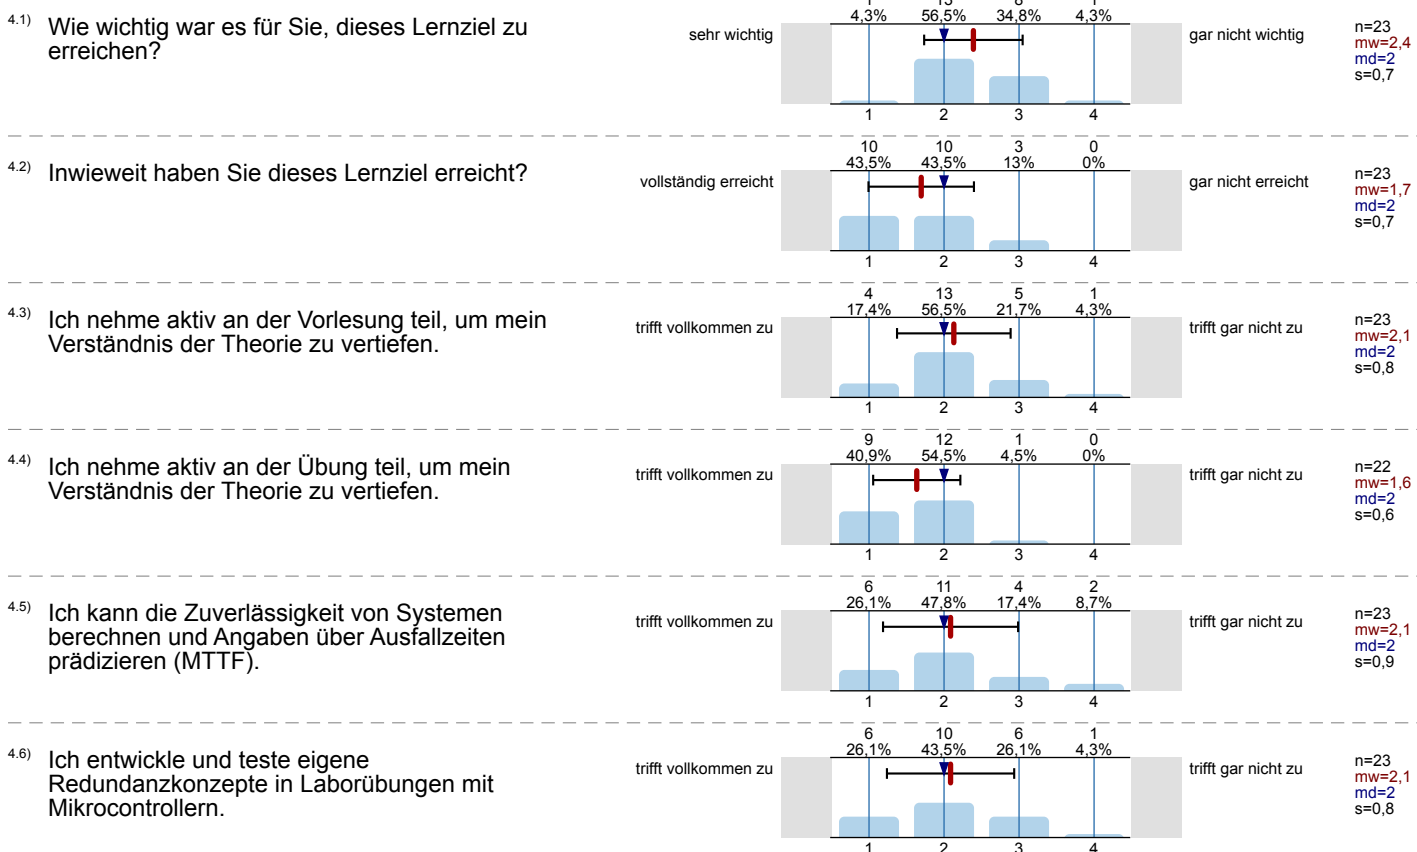 1 13 8 1
4,3% 56,5% 34,8% 4,3%
4.1) Wie wichtig war es für Sie, dieses Lernziel zu
erreichen?
sehr wichtig
gar nicht wichtig
n=23
mw=2,4
md=2
s=0,7
1 2 3 4
10 10 3 0
43,5% 43,5% 13% 0%
4.2) Inwieweit haben Sie dieses Lernziel erreicht?
vollständig erreicht
gar nicht erreicht
n=23
mw=1,7
md=2
s=0,7
1 2 3 4
4 13 5 1
17,4% 56,5% 21,7% 4,3%
4.3) Ich nehme aktiv an der Vorlesung teil, um mein
Verständnis der Theorie zu vertiefen.
trifft vollkommen zu
trifft gar nicht zu
n=23
mw=2,1
md=2
s=0,8
1 2 3 4
9 12 1 0
40,9% 54,5% 4,5% 0%
4.4) Ich nehme aktiv an der Übung teil, um mein
Verständnis der Theorie zu vertiefen.
trifft vollkommen zu
trifft gar nicht zu
n=22
mw=1,6
md=2
s=0,6
1 2 3 4
6 11 4 2
26,1% 47,8% 17,4% 8,7%
4.5) Ich kann die Zuverlässigkeit von Systemen
berechnen und Angaben über Ausfallzeiten
prädizieren (MTTF).
trifft vollkommen zu
trifft gar nicht zu
n=23
mw=2,1
md=2
s=0,9
1 2 3 4
6 10 6 1
26,1% 43,5% 26,1% 4,3%
4.6) Ich entwickle und teste eigene
Redundanzkonzepte in Laborübungen mit
Mikrocontrollern.
trifft vollkommen zu
trifft gar nicht zu
n=23
mw=2,1
md=2
s=0,8
1 2 3 4